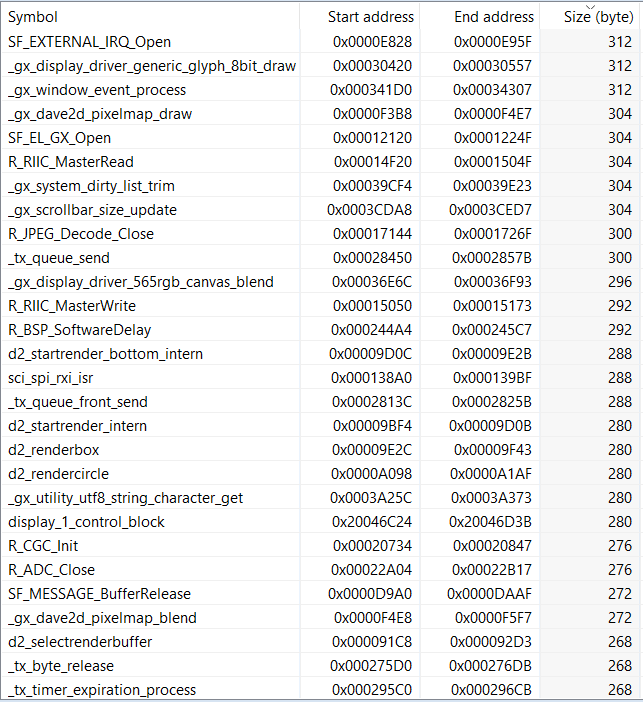 Symbol Start address End address Size (byte)
SF_EXTERNAL_IRQ_Open 0x0000E828 0x0000E95F 312
_gx_display_driver_generic_glyph_8bit_draw 0x00030420 0x00030557 312
_gx_window_event_process 0x000341D0 0x00034307 312
_gx_dave2d_pixelmap_draw 0x0000F3B8 0x0000F4E7 304
SF_EL_GX_Open 0x00012120 0x0001224F 304
R_RIIC_MasterRead 0x00014F20 0x0001504F 304
_gx_system_dirty_list_trim 0x00039CF4 0x00039E23 304
_gx_scrollbar_size_update 0x0003CDA8 0x0003CED7 304
R_JPEG_Decode_Close 0x00017144 0x0001726F 300
_tx_queue_send 0x00028450 0x0002857B 300
_gx_display_driver_565rgb_canvas_blend 0x00036E6C 0x00036F93 296
R_RIIC_MasterWrite 0x00015050 0x00015173 292
R_BSP_SoftwareDelay 0x000244A4 0x000245C7 292
d2_startrender_bottom_intern 0x00009D0C 0x00009E2B 288
sci_spi_rxi_isr 0x000138A0 0x000139BF 288
_tx_queue_front_send 0x0002813C 0x0002825B 288
d2_startrender_intern 0x00009BF4 0x00009D0B 280
d2_renderbox 0x00009E2C 0x00009F43 280
d2_rendercircle 0x0000A098 0x0000A1AF 280
_gx_utility_utf8_string_character_get 0x0003A25C 0x0003A373 280
display_1_control_block 0x20046C24 0x20046D3B 280
R_CGC_Init 0x00020734 0x00020847 276
R_ADC_Close 0x00022A04 0x00022B17 276
SF_MESSAGE_BufferRelease 0x0000D9A0 0x0000DAAF 272
_gx_dave2d_pixelmap_blend 0x0000F4E8 0x0000F5F7 272
d2_selectrenderbuffer 0x000091C8 0x000092D3 268
_tx_byte_release 0x000275D0 0x000276DB 268
_tx_timer_expiration_process 0x000295C0 0x000296CB 268